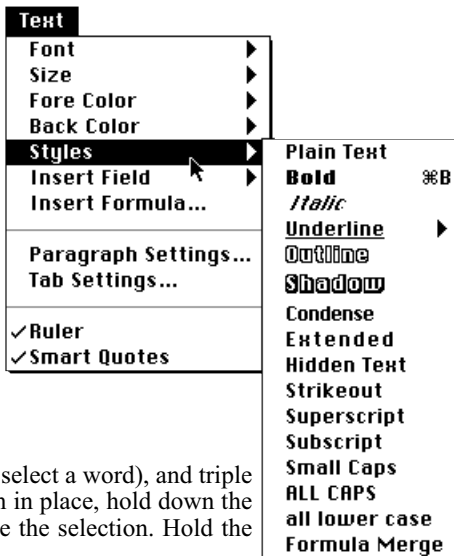 Text
Font
Size
Fore Color
Back Color
Styles
Insert Field
Insert Formula...
Paragraph Settings...
Tab Settings...
✓Ruler
✓Smart Quotes
Plain Text
Bold ⌘B
Italic
Underline
Outline
Shadow
Condense
Extended
Hidden Text
Strikeout
Superscript
Subscript
Small Caps
ALL CAPS
all lower case
Formula Merge
select a word), and triple
in place, hold down the
the selection. Hold the